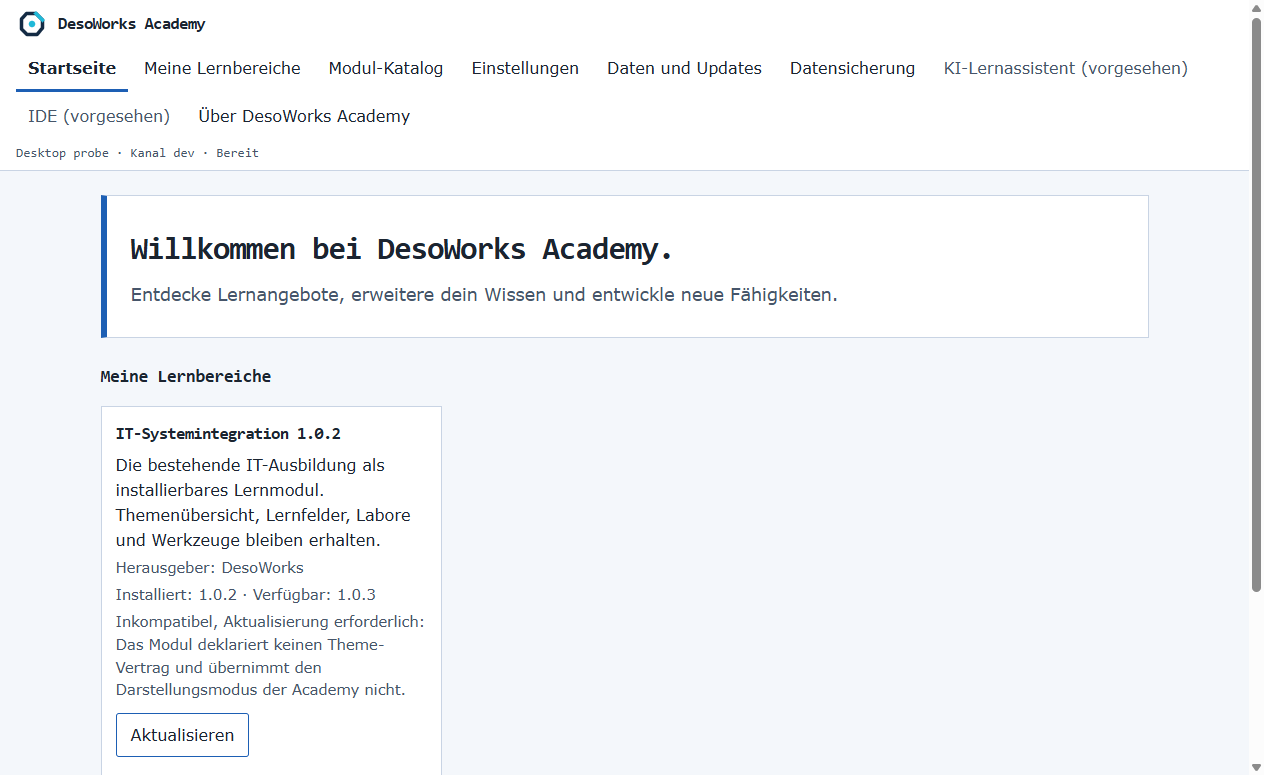 DesoWorks Academy
Startseite Meine Lernbereiche Modul-Katalog Einstellungen Daten und Updates Datensicherung KI-Lernassistent (vorgesehen)
IDE (vorgesehen) Über DesoWorks Academy
Desktop probe · Kanal dev · Bereit
Willkommen bei DesoWorks Academy.
Entdecke Lernangebote, erweitere dein Wissen und entwickle neue Fähigkeiten.
Meine Lernbereiche
IT-Systemintegration 1.0.2
Die bestehende IT-Ausbildung als
installierbares Lernmodul.
Themenübersicht, Lernfelder, Labore
und Werkzeuge bleiben erhalten.
Herausgeber: DesoWorks
Installiert: 1.0.2 · Verfügbar: 1.0.3
Inkompatibel, Aktualisierung erforderlich:
Das Modul deklariert keinen Theme-
Vertrag und übernimmt den
Darstellungsmodus der Academy nicht.
Aktualisieren